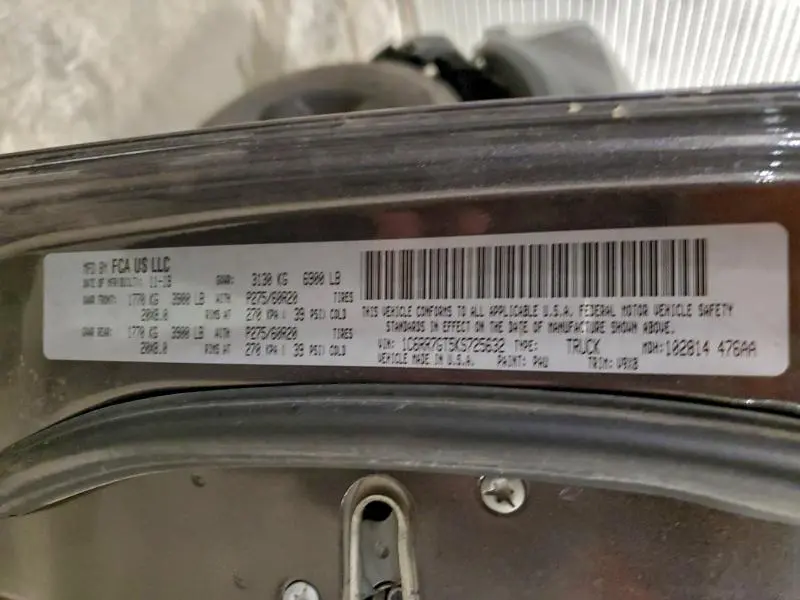 MFD BY FCA US LLC
DATE OF MFR(BUILT): 11-19 GVWR: 3130 KG 6900 LB
GAWR FRONT: 1770 KG 3900 LB WITH P275/60R20 TIRES
20X8.0 RIMS AT 270 KPA( 39 PSI) COLD
GAWR REAR: 1770 KG 3900 LB WITH P275/60R20 TIRES
20X8.0 RIMS AT 270 KPA( 39 PSI) COLD
THIS VEHICLE CONFORMS TO ALL APPLICABLE U.S.A. FEDERAL MOTOR VEHICLE SAFETY
STANDARDS IN EFFECT ON THE DATE OF MANUFACTURE SHOWN ABOVE.
VIN: 1C6RR7GT5KS725632 TYPE: TRUCK MDH: 102814 476AA
VEHICLE MADE IN U.S.A. PAINT: PAU TRIM: V9X8